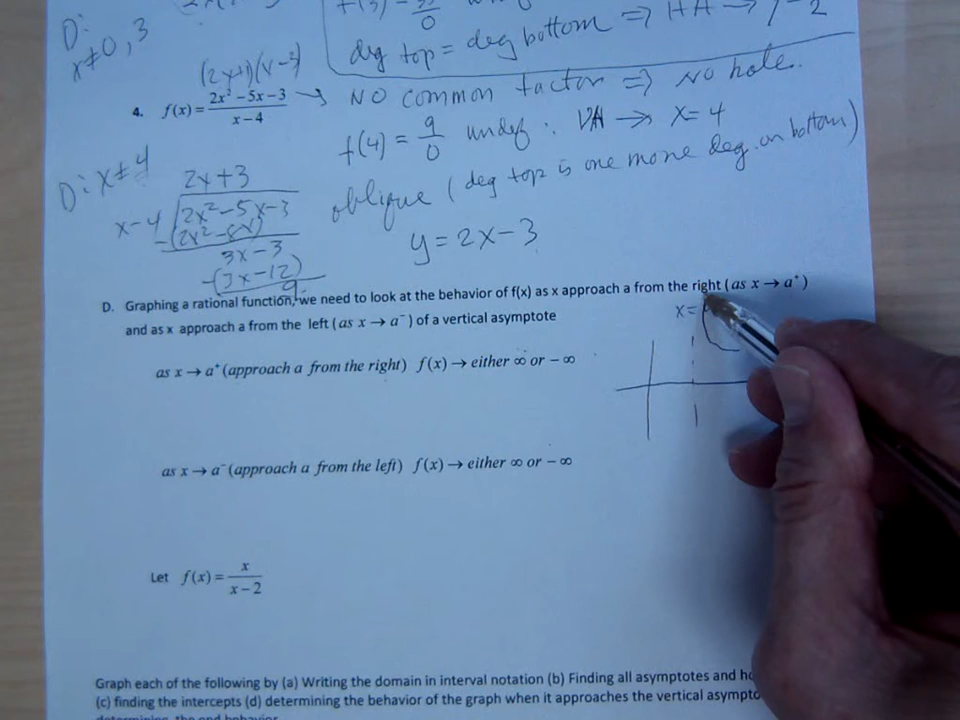 D:
x≠0, 3
deg top = deg bottom ⇒ HA →
(2x+1)(x-3)
4. f(x) = 2x² − 5x − 3 / x − 4 → NO common factor ⇒ No hole.
f(4) = 9/0 undef ∴ VA → x = 4
D: x≠4
oblique (deg top is one more deg. on bottom)
2x+3
x-4 2x²-5x-3
-(2x²-8x)
3x-3
-(3x-12)
9
y = 2x-3
D. Graphing a rational function, we need to look at the behavior of f(x) as x approach a from the right (as x → a⁺)
and as x approach a from the left (as x → a⁻) of a vertical asymptote
x=
as x → a⁺ (approach a from the right) f(x) → either ∞ or − ∞
as x → a⁻ (approach a from the left) f(x) → either ∞ or − ∞
Let f(x) = x / x − 2
Graph each of the following by (a) Writing the domain in interval notation (b) Finding all asymptotes and
(c) finding the intercepts (d) determining the behavior of the graph when it approaches the vertical